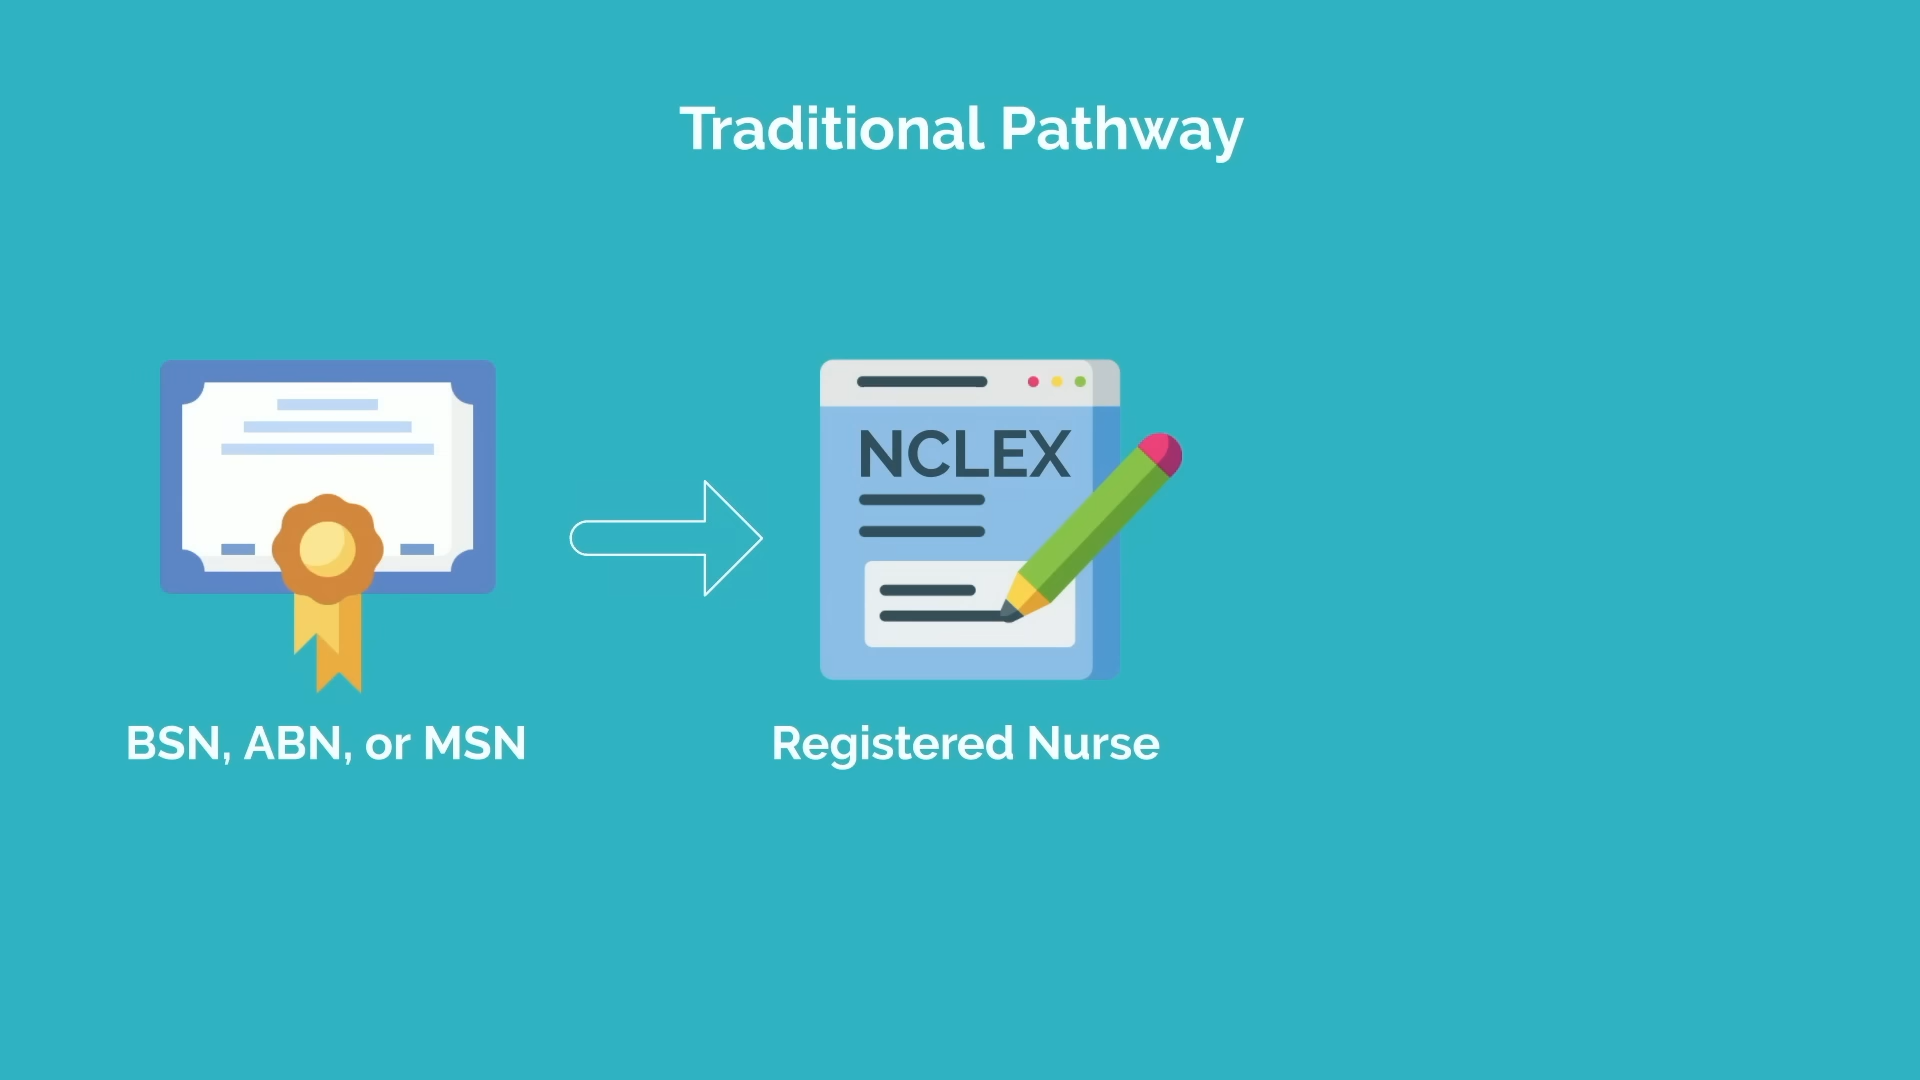 Traditional Pathway
NCLEX
BSN, ABN, or MSN
Registered Nurse